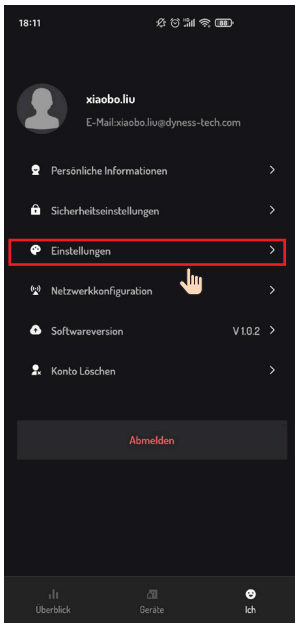 18:11
xiaobo.liu
E-Mail:xiaobo.liu@dyness-tech.com
Persönliche Informationen
Sicherheitseinstellungen
Einstellungen
Netzwerkkonfiguration
Softwareversion V 1.0.2
Konto Löschen
Abmelden
Überblick Geräte Ich